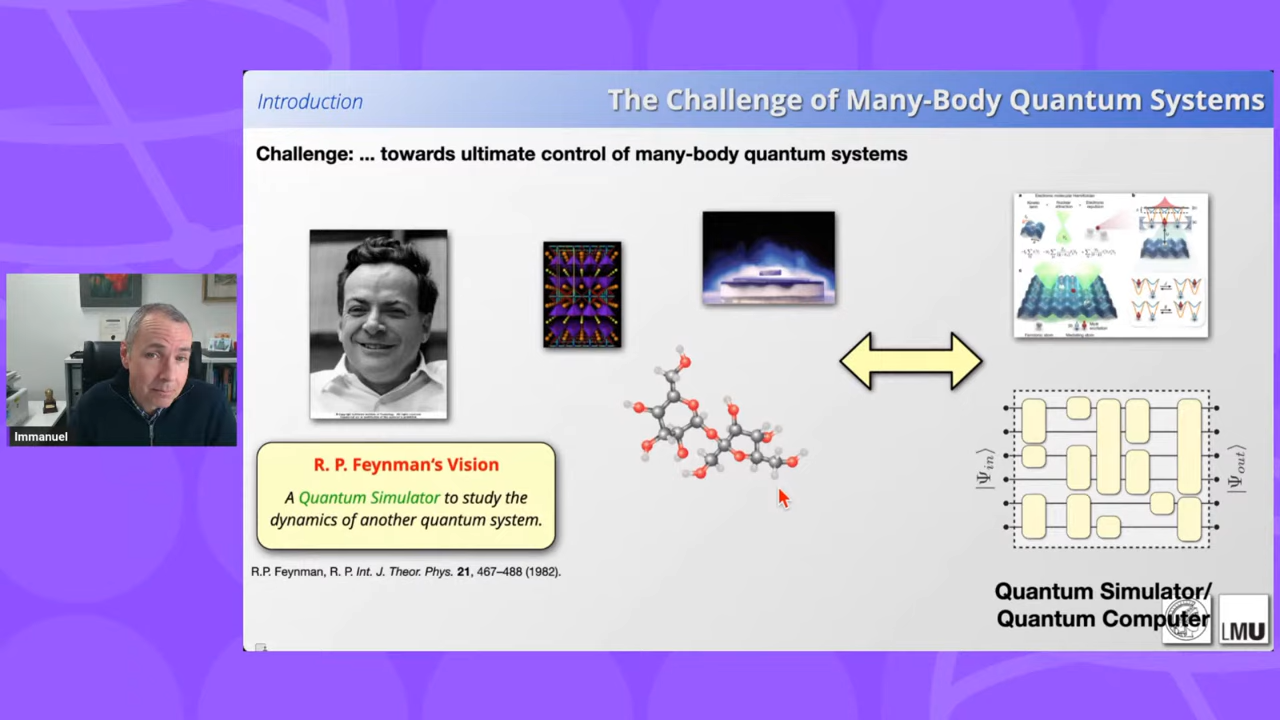 Introduction
The Challenge of Many-Body Quantum Systems
Challenge: ... towards ultimate control of many-body quantum systems
Immanuel
R. P. Feynman's Vision
A Quantum Simulator to study the
dynamics of another quantum system.
R.P. Feynman, R. P. Int. J. Theor. Phys. 21, 467–488 (1982).
|Ψin⟩
|Ψout⟩
Quantum Simulator/
Quantum Computer
LMU